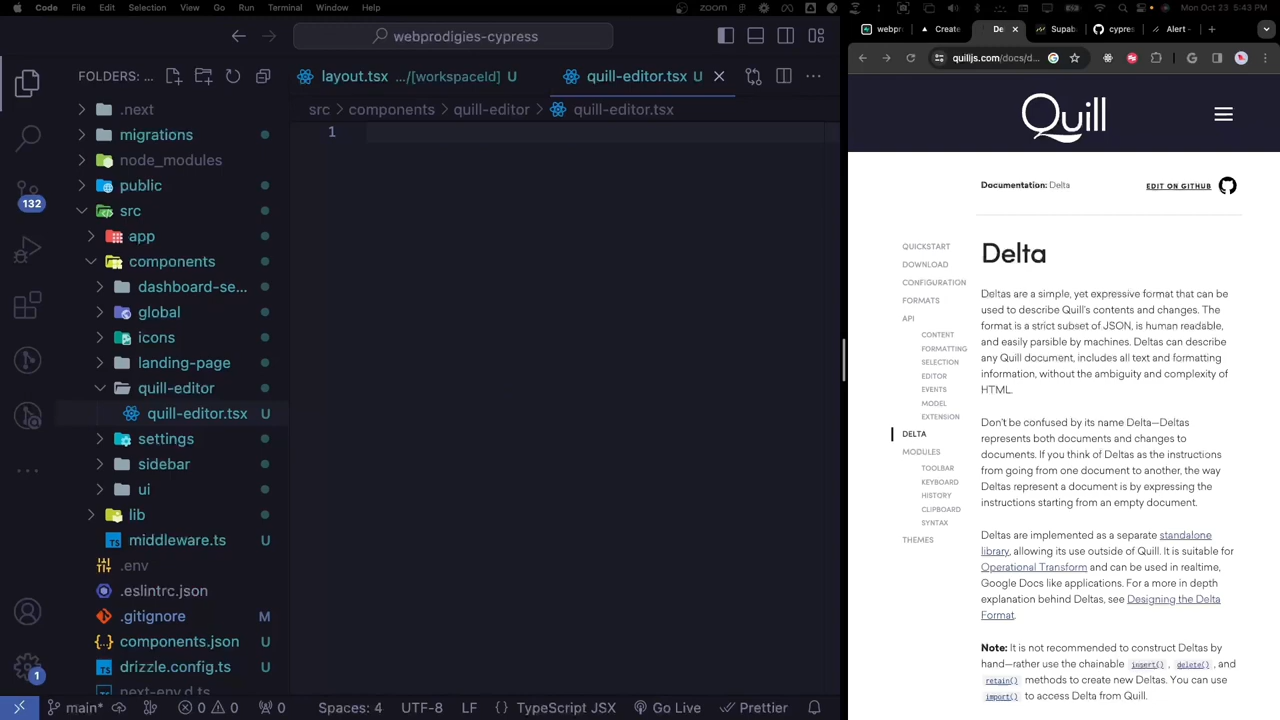 Code File Edit Selection View Go Run Terminal Window Help
zoom
Mon Oct 23 5:43 PM
webprodigies-cypress
FOLDERS: ...
layout.tsx .../[workspaceId] U
quill-editor.tsx U
src > components > quill-editor > quill-editor.tsx
1
.next
migrations
node_modules
public
src
app
components
dashboard-se...
global
icons
landing-page
quill-editor
quill-editor.tsx U
settings
sidebar
ui
lib
middleware.ts U
.env
.eslintrc.json
.gitignore M
components.json U
drizzle.config.ts U
next-env.d.ts
132
1
main*
0 0
0
Spaces: 4
UTF-8
LF
TypeScript JSX
Go Live
Prettier
webpro
Create
De
Supab
cypres
Alert -
quilljs.com/docs/d...
Quill
Documentation: Delta
EDIT ON GITHUB
QUICKSTART
DOWNLOAD
CONFIGURATION
FORMATS
API
CONTENT
FORMATTING
SELECTION
EDITOR
EVENTS
MODEL
EXTENSION
DELTA
MODULES
TOOLBAR
KEYBOARD
HISTORY
CLIPBOARD
SYNTAX
THEMES
Delta
Deltas are a simple, yet expressive format that can be
used to describe Quill's contents and changes. The
format is a strict subset of JSON, is human readable,
and easily parsible by machines. Deltas can describe
any Quill document, includes all text and formatting
information, without the ambiguity and complexity of
HTML.
Don't be confused by its name Delta—Deltas
represents both documents and changes to
documents. If you think of Deltas as the instructions
from going from one document to another, the way
Deltas represent a document is by expressing the
instructions starting from an empty document.
Deltas are implemented as a separate standalone
library, allowing its use outside of Quill. It is suitable for
Operational Transform and can be used in realtime,
Google Docs like applications. For a more in depth
explanation behind Deltas, see Designing the Delta
Format.
Note: It is not recommended to construct Deltas by
hand—rather use the chainable insert(), delete(), and
retain() methods to create new Deltas. You can use
import() to access Delta from Quill.